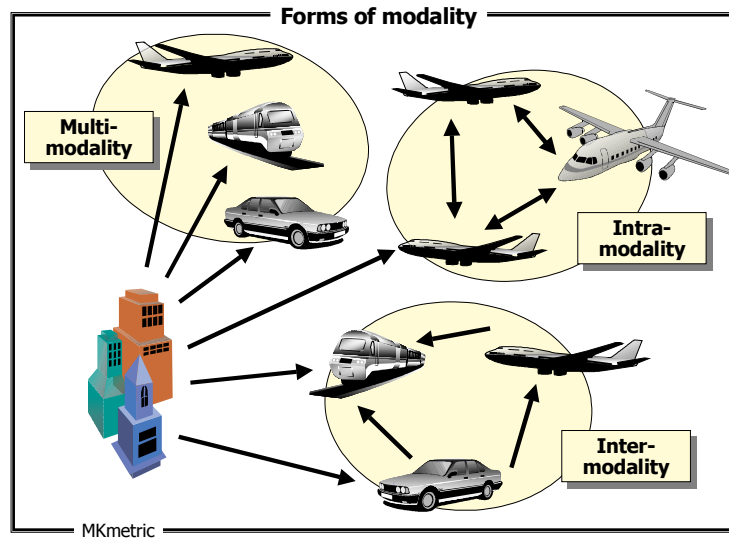 Forms of modality
Multi-
modality
Intra-
modality
Inter-
modality
MKmetric